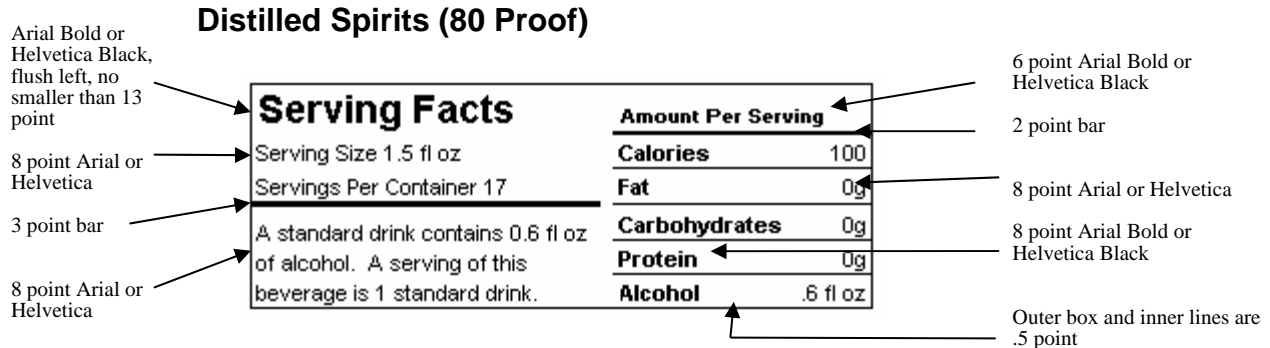 Distilled Spirits (80 Proof)
Arial Bold or
Helvetica Black,
flush left, no
smaller than 13
point
8 point Arial or
Helvetica
3 point bar
8 point Arial or
Helvetica
Serving Facts
Serving Size 1.5 fl oz
Servings Per Container 17
A standard drink contains 0.6 fl oz
of alcohol. A serving of this
beverage is 1 standard drink.
Amount Per Serving
Calories 100
Fat 0g
Carbohydrates 0g
Protein 0g
Alcohol .6 fl oz
6 point Arial Bold or
Helvetica Black
2 point bar
8 point Arial or Helvetica
8 point Arial Bold or
Helvetica Black
Outer box and inner lines are
.5 point